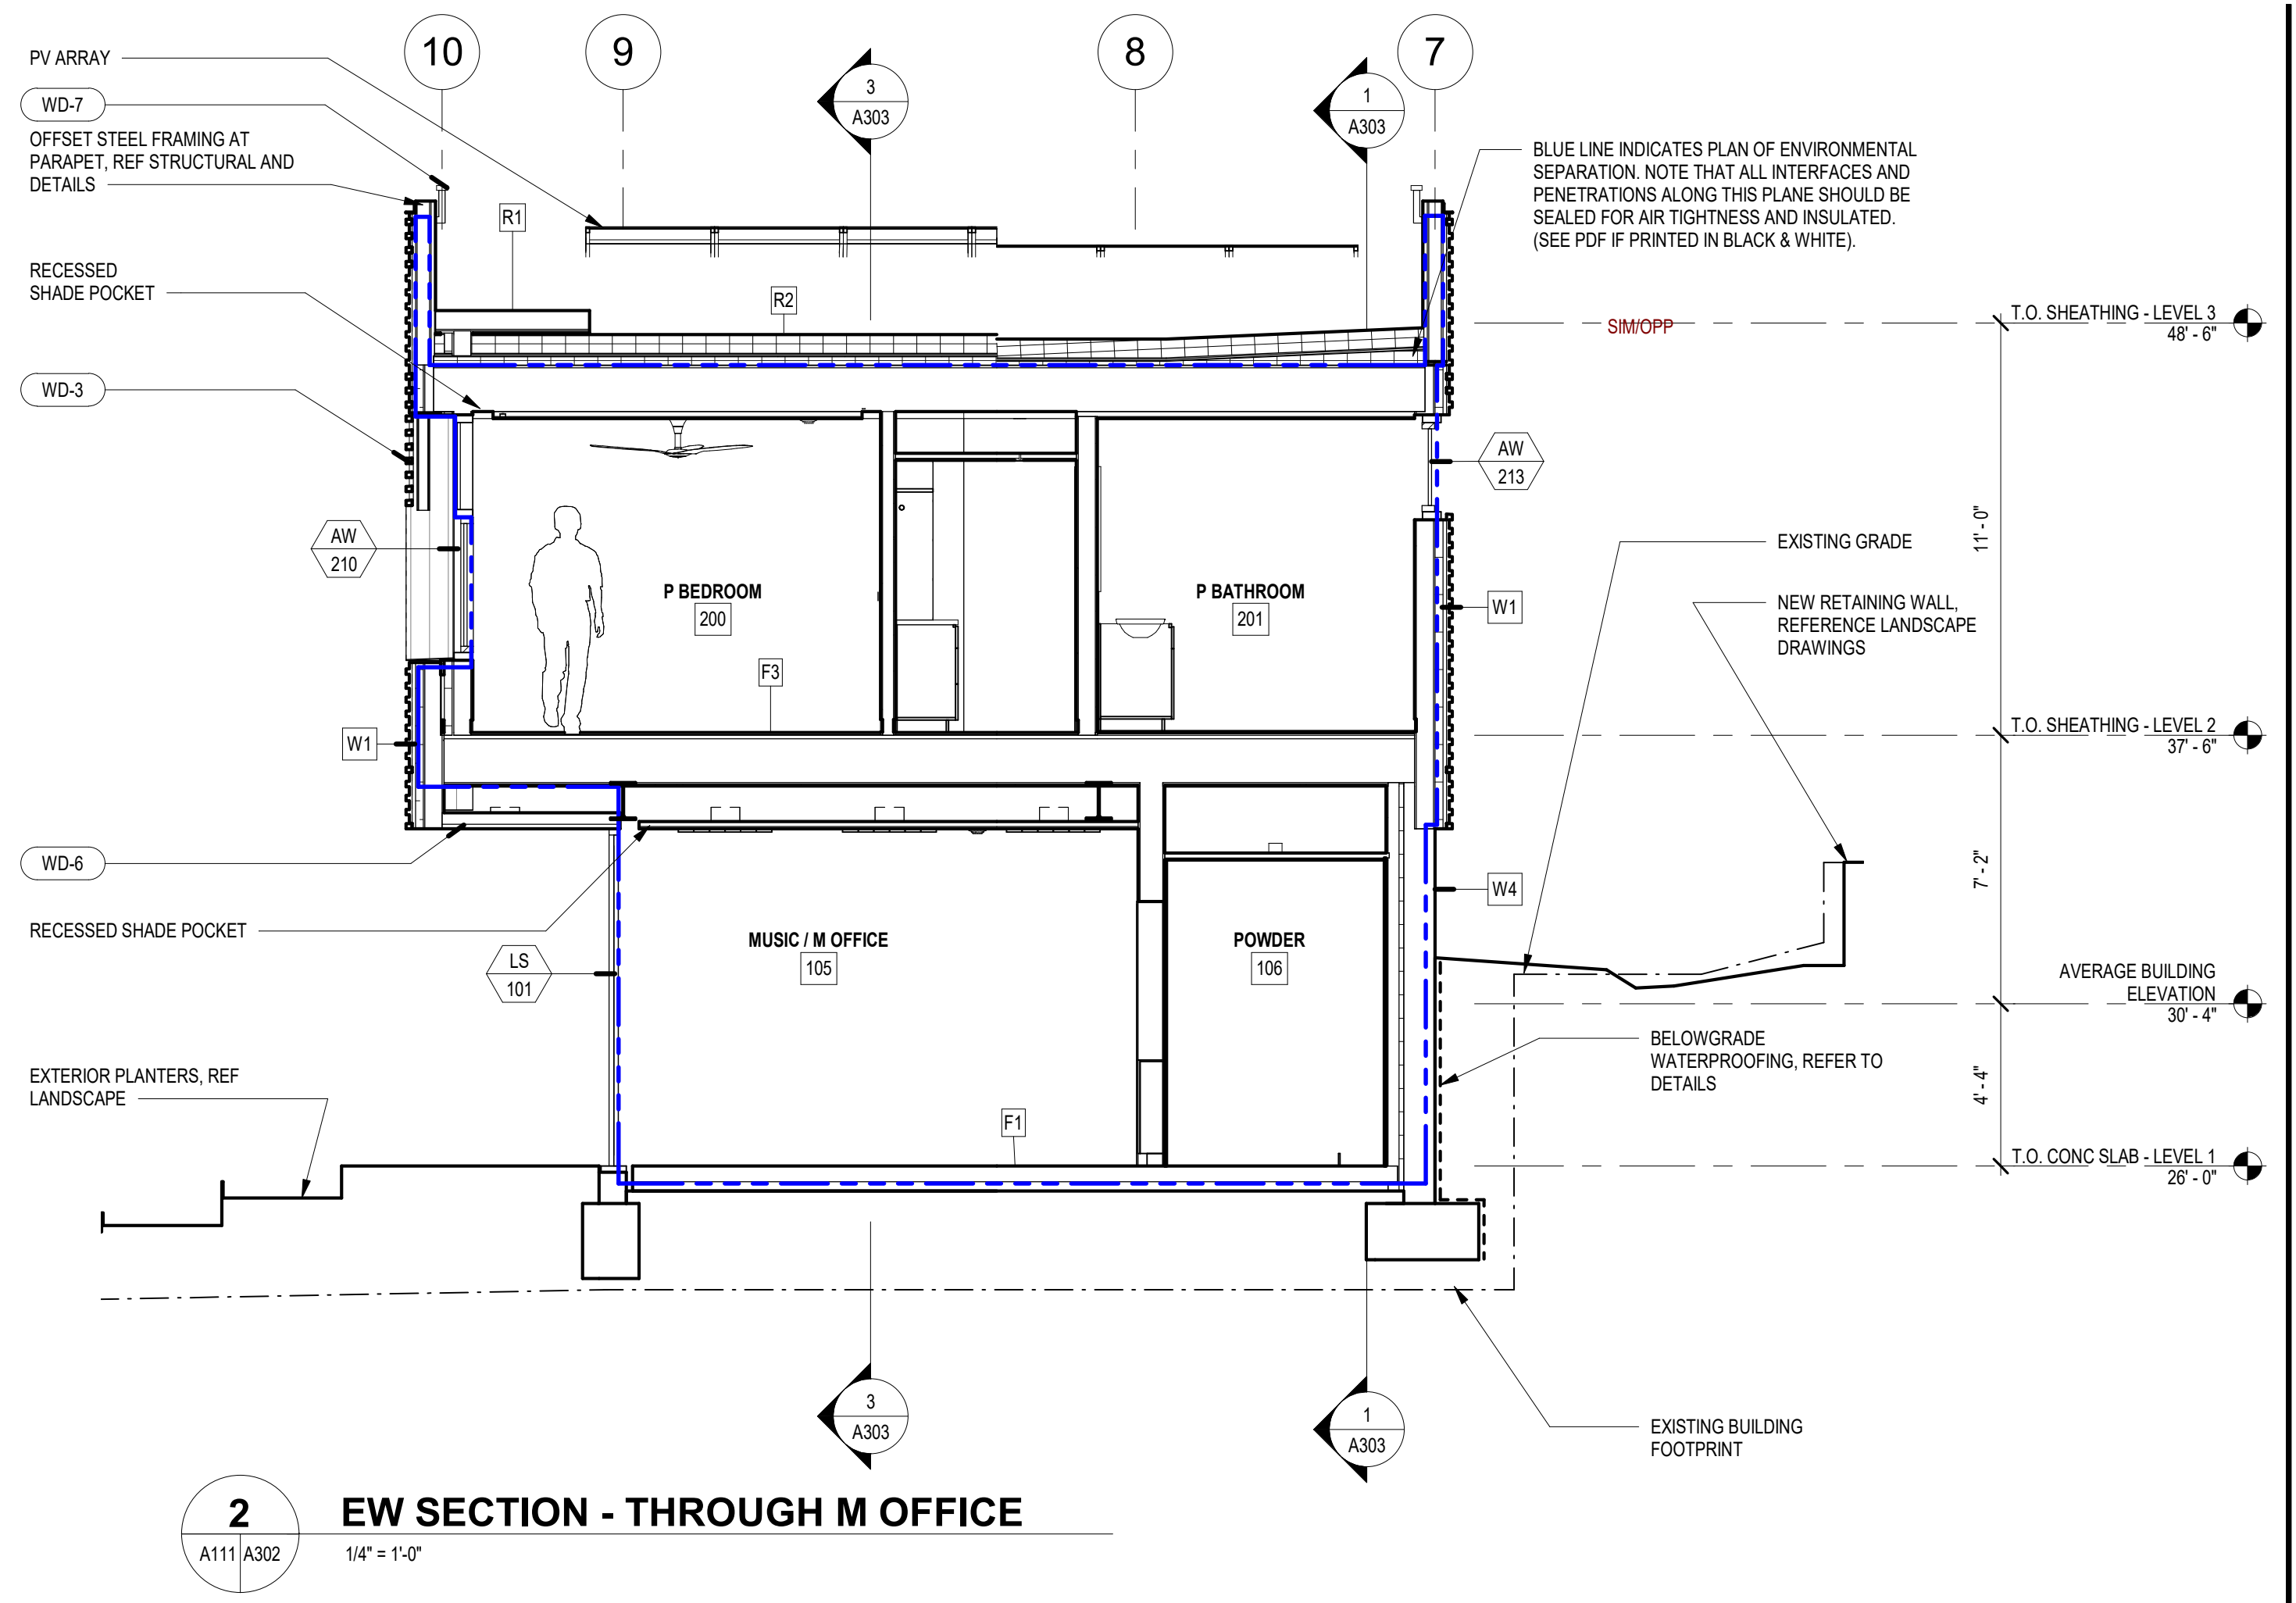 10
9
8
7
PV ARRAY
WD-7
OFFSET STEEL FRAMING AT
PARAPET, REF STRUCTURAL AND
DETAILS
3
A303
1
A303
BLUE LINE INDICATES PLAN OF ENVIRONMENTAL
SEPARATION. NOTE THAT ALL INTERFACES AND
PENETRATIONS ALONG THIS PLANE SHOULD BE
SEALED FOR AIR TIGHTNESS AND INSULATED.
(SEE PDF IF PRINTED IN BLACK & WHITE).
R1
RECESSED
SHADE POCKET
R2
SIM/OPP
T.O. SHEATHING - LEVEL 3
48' - 6"
WD-3
AW
213
AW
210
11' - 0"
EXISTING GRADE
P BEDROOM
200
P BATHROOM
201
W1
NEW RETAINING WALL,
REFERENCE LANDSCAPE
DRAWINGS
F3
W1
T.O. SHEATHING - LEVEL 2
37' - 6"
WD-6
7' - 2"
W4
RECESSED SHADE POCKET
MUSIC / M OFFICE
105
POWDER
106
LS
101
AVERAGE BUILDING
ELEVATION
30' - 4"
BELOWGRADE
WATERPROOFING, REFER TO
DETAILS
EXTERIOR PLANTERS, REF
LANDSCAPE
4' - 4"
F1
T.O. CONC SLAB - LEVEL 1
26' - 0"
3
A303
1
A303
EXISTING BUILDING
FOOTPRINT
2
A111 A302
EW SECTION - THROUGH M OFFICE
1/4" = 1'-0"